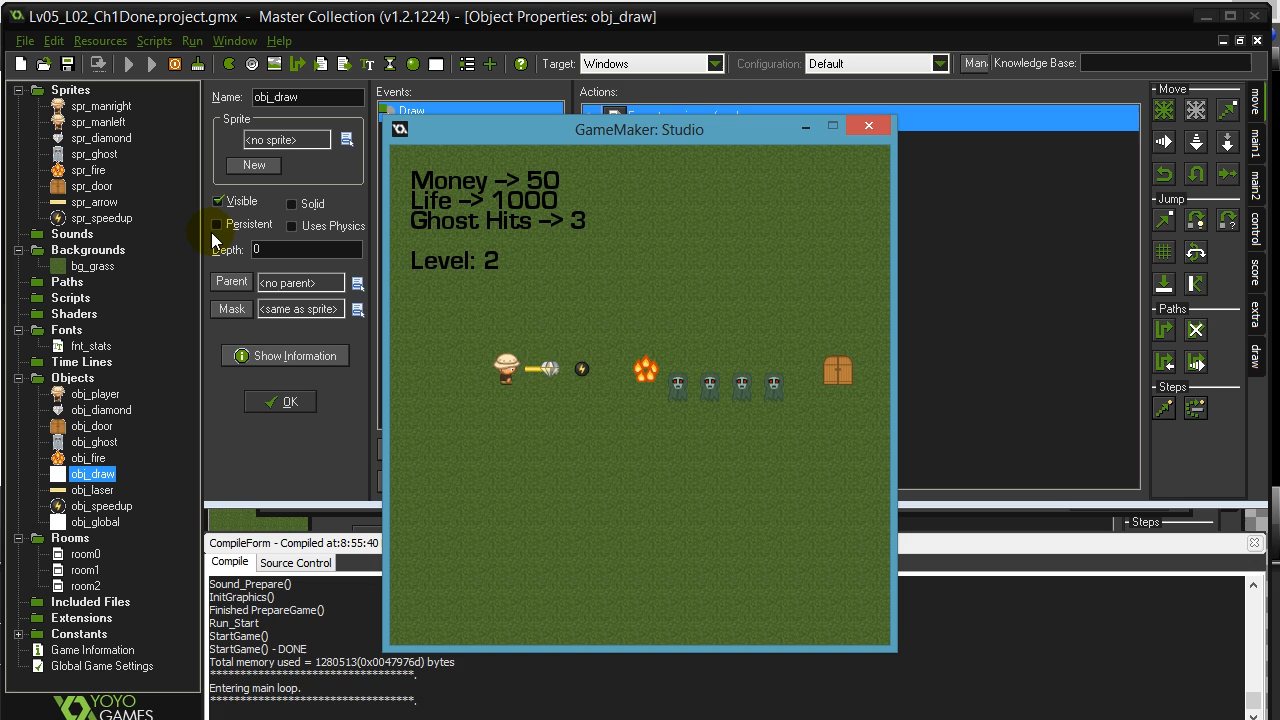 Lv05_L02_Ch1Done.project.gmx - Master Collection (v1.2.1224) - [Object Properties: obj_draw]
File Edit Resources Scripts Run Window Help
Target: Windows Configuration: Default Man Knowledge Base:
Sprites
spr_manright
spr_manleft
spr_diamond
spr_ghost
spr_fire
spr_door
spr_arrow
spr_speedup
Sounds
Backgrounds
bg_grass
Paths
Scripts
Shaders
Fonts
fnt_stats
Time Lines
Objects
obj_player
obj_diamond
obj_door
obj_ghost
obj_fire
obj_draw
obj_laser
obj_speedup
obj_global
Rooms
room0
room1
room2
Included Files
Extensions
Constants
Game Information
Global Game Settings
YOYO
GAMES
Name: obj_draw
Sprite
<no sprite>
New
Visible Solid
Persistent Uses Physics
Depth: 0
Parent <no parent>
Mask <same as sprite>
Show Information
OK
Events:
Draw
Actions:
GameMaker: Studio
Money -> 50
Life -> 1000
Ghost Hits -> 3
Level: 2
Move
Jump
Paths
Steps
move
main1
main2
control
score
extra
draw
Steps
CompileForm - Compiled at:8:55:40
Compile Source Control
Sound_Prepare()
InitGraphics()
Finished PrepareGame()
Run_Start
StartGame()
StartGame() - DONE
Total memory used = 1280513(0x0047976d) bytes
Entering main loop.